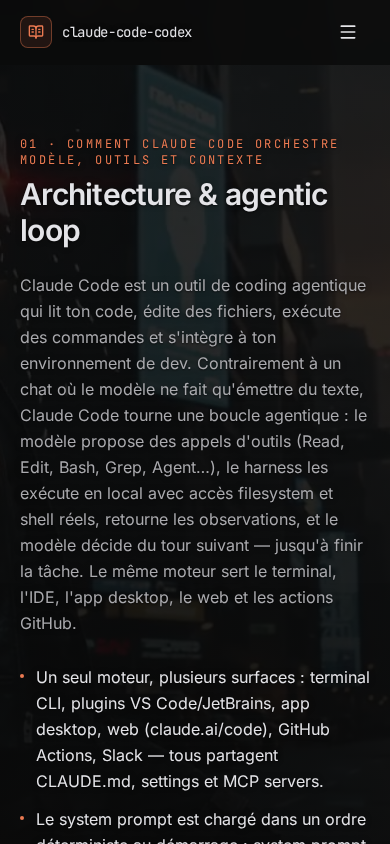 claude-code-codex
01 · COMMENT CLAUDE CODE ORCHESTRE
MODÈLE, OUTILS ET CONTEXTE
Architecture & agentic
loop
Claude Code est un outil de coding agentique
qui lit ton code, édite des fichiers, exécute
des commandes et s'intègre à ton
environnement de dev. Contrairement à un
chat où le modèle ne fait qu'émettre du texte,
Claude Code tourne une boucle agentique : le
modèle propose des appels d'outils (Read,
Edit, Bash, Grep, Agent…), le harness les
exécute en local avec accès filesystem et
shell réels, retourne les observations, et le
modèle décide du tour suivant — jusqu'à finir
la tâche. Le même moteur sert le terminal,
l'IDE, l'app desktop, le web et les actions
GitHub.
• Un seul moteur, plusieurs surfaces : terminal
CLI, plugins VS Code/JetBrains, app
desktop, web (claude.ai/code), GitHub
Actions, Slack — tous partagent
CLAUDE.md, settings et MCP servers.
• Le system prompt est chargé dans un ordre
déterministe au démarrage : system prompt